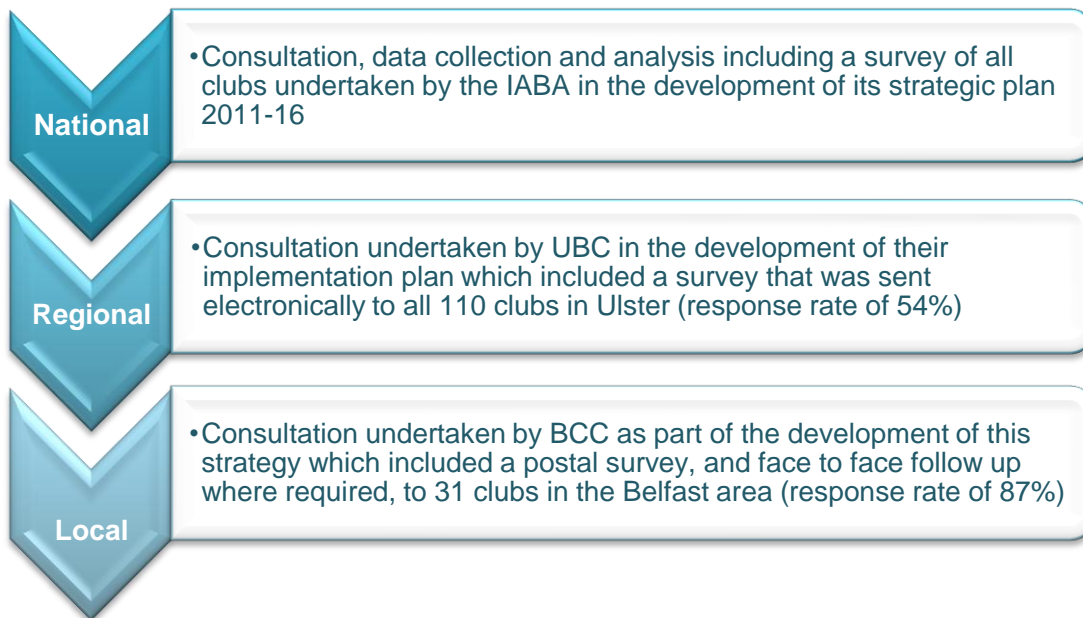 National
•Consultation, data collection and analysis including a survey of all
clubs undertaken by the IABA in the development of its strategic plan
2011-16
Regional
•Consultation undertaken by UBC in the development of their
implementation plan which included a survey that was sent
electronically to all 110 clubs in Ulster (response rate of 54%)
Local
•Consultation undertaken by BCC as part of the development of this
strategy which included a postal survey, and face to face follow up
where required, to 31 clubs in the Belfast area (response rate of 87%)